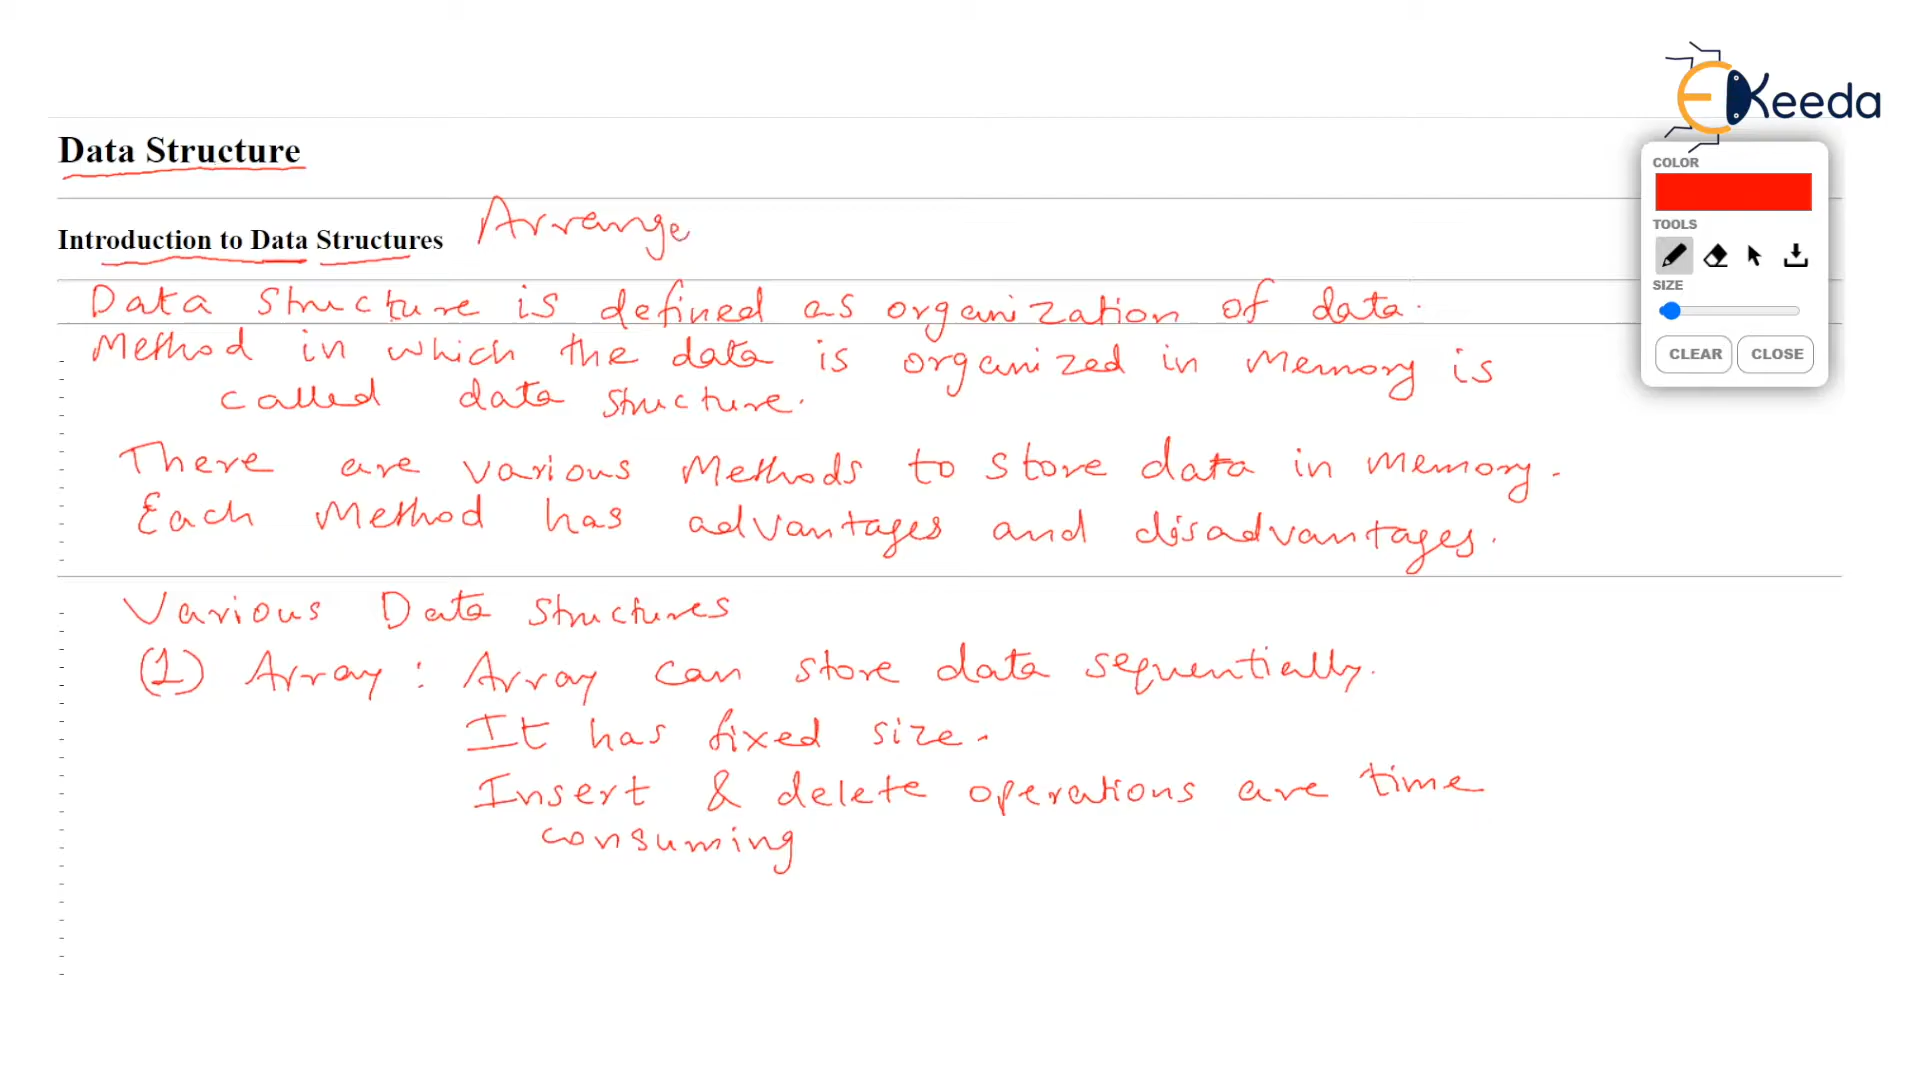 EKeeda
Data Structure
Introduction to Data Structures Arrange
Data Structure is defined as organization of data.
Method in which the data is organized in memory is
called data structure.
There are various Methods to store data in memory.
Each Method has advantages and disadvantages.
Various Data Structures
(1) Array : Array can store data sequentially.
It has fixed size.
Insert & delete operations are time
consuming
COLOR
TOOLS
SIZE
CLEAR CLOSE